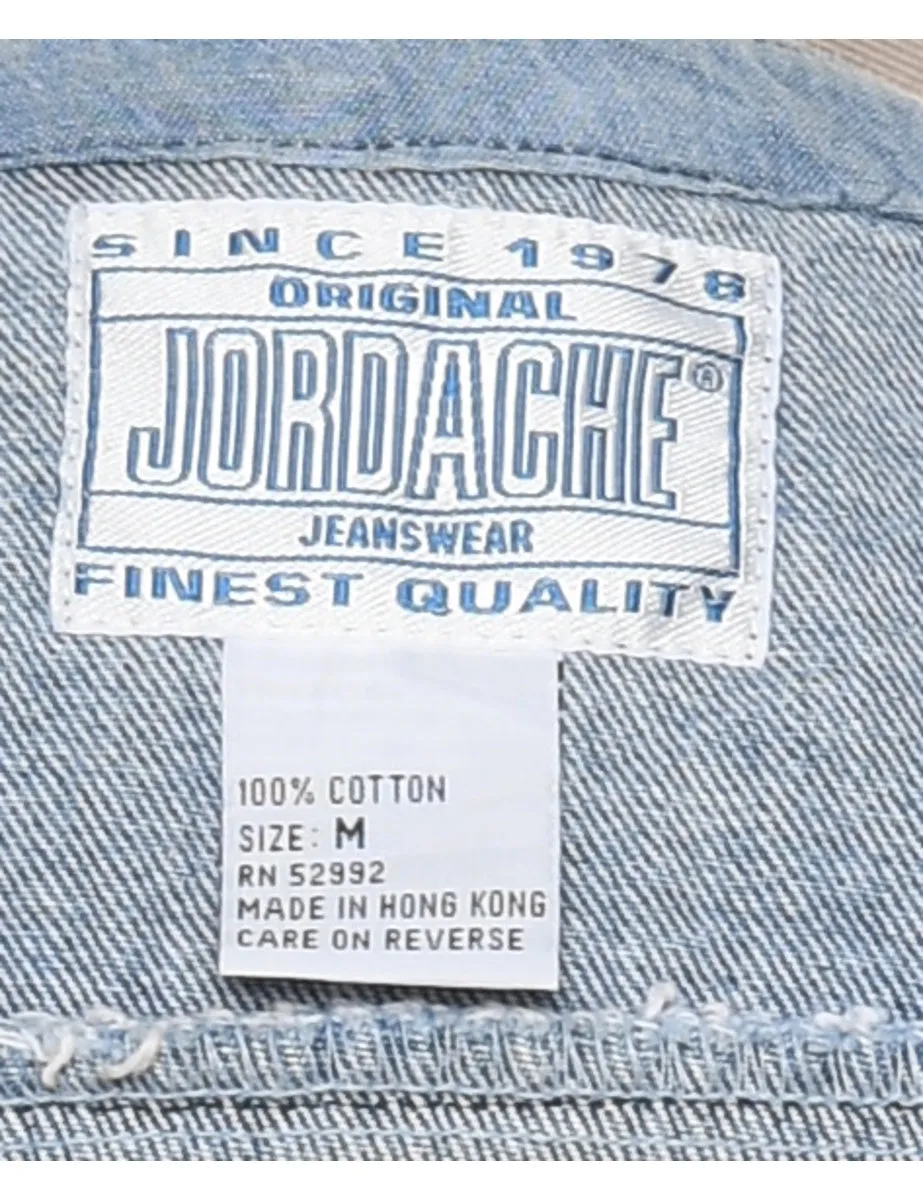 SINCE 1978
ORIGINAL
JORDACHE®
JEANSWEAR
FINEST QUALITY
100% COTTON
SIZE: M
RN 52992
MADE IN HONG KONG
CARE ON REVERSE